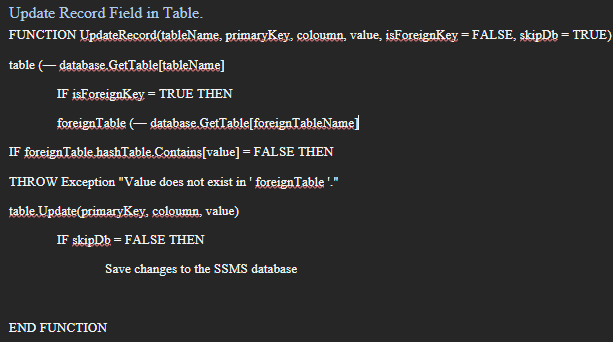 Update Record Field in Table.
FUNCTION UpdateRecord(tableName, primaryKey, coloumn, value, isForeignKey = FALSE, skipDb = TRUE)
table (— database.GetTable[tableName]
IF isForeignKey = TRUE THEN
foreignTable (— database.GetTable[foreignTableName]
IF foreignTable.hashTable.Contains[value] = FALSE THEN
THROW Exception "Value does not exist in ' foreignTable '."
table.Update(primaryKey, coloumn, value)
IF skipDb = FALSE THEN
Save changes to the SSMS database
END FUNCTION